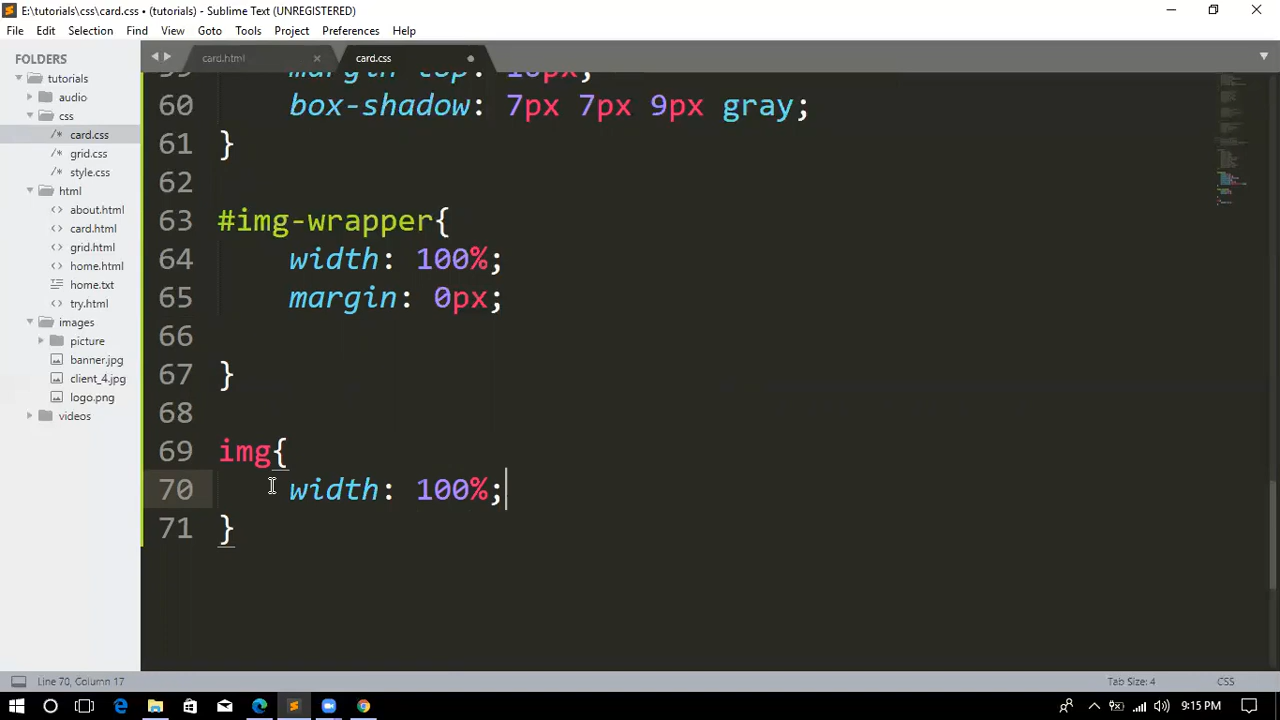 E:\tutorials\css\card.css • (tutorials) - Sublime Text (UNREGISTERED)
File Edit Selection Find View Goto Tools Project Preferences Help
FOLDERS
tutorials
audio
css
/* card.css
/* grid.css
/* style.css
html
<> about.html
<> card.html
<> grid.html
<> home.html
home.txt
<> try.html
images
picture
banner.jpg
client_4.jpg
logo.png
videos
card.html
card.css
59 margin-top: 10px;
60 box-shadow: 7px 7px 9px gray;
61 }
62
63 #img-wrapper{
64 width: 100%;
65 margin: 0px;
66
67 }
68
69 img{
70 width: 100%;
71 }
Line 70, Column 17
Tab Size: 4
CSS
9:15 PM